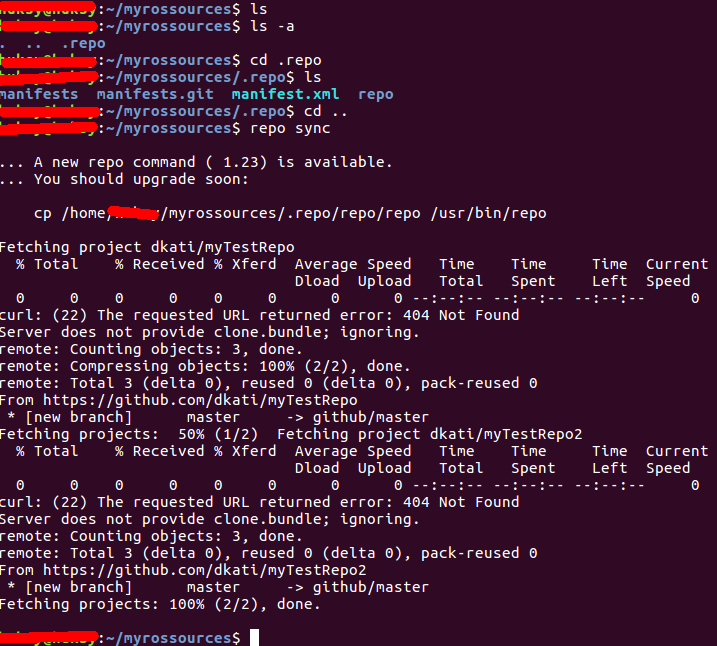 :~/myrossources$ ls
:~/myrossources$ ls -a
. .. .repo
:~/myrossources$ cd .repo
:~/myrossources/.repo$ ls
manifests manifests.git manifest.xml repo
:~/myrossources/.repo$ cd ..
:~/myrossources$ repo sync
... A new repo command ( 1.23) is available.
... You should upgrade soon:
cp /home/ /myrossources/.repo/repo/repo /usr/bin/repo
Fetching project dkati/myTestRepo
% Total % Received % Xferd Average Speed Time Time Time Current
Dload Upload Total Spent Left Speed
0 0 0 0 0 0 0 0 --:--:-- --:--:-- --:--:-- 0
curl: (22) The requested URL returned error: 404 Not Found
Server does not provide clone.bundle; ignoring.
remote: Counting objects: 3, done.
remote: Compressing objects: 100% (2/2), done.
remote: Total 3 (delta 0), reused 0 (delta 0), pack-reused 0
From https://github.com/dkati/myTestRepo
* [new branch] master -> github/master
Fetching projects: 50% (1/2) Fetching project dkati/myTestRepo2
% Total % Received % Xferd Average Speed Time Time Time Current
Dload Upload Total Spent Left Speed
0 0 0 0 0 0 0 0 --:--:-- --:--:-- --:--:-- 0
curl: (22) The requested URL returned error: 404 Not Found
Server does not provide clone.bundle; ignoring.
remote: Counting objects: 3, done.
remote: Total 3 (delta 0), reused 0 (delta 0), pack-reused 0
From https://github.com/dkati/myTestRepo2
* [new branch] master -> github/master
Fetching projects: 100% (2/2), done.
:~/myrossources$